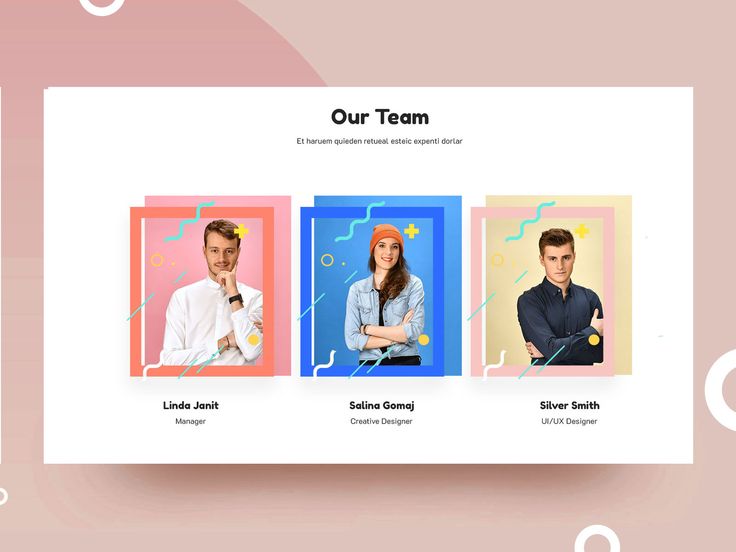 Our Team
Et haruem quieden retueal esteic expenti dorlar
Linda Janit
Manager
Salina Gomaj
Creative Designer
Silver Smith
UI/UX Designer